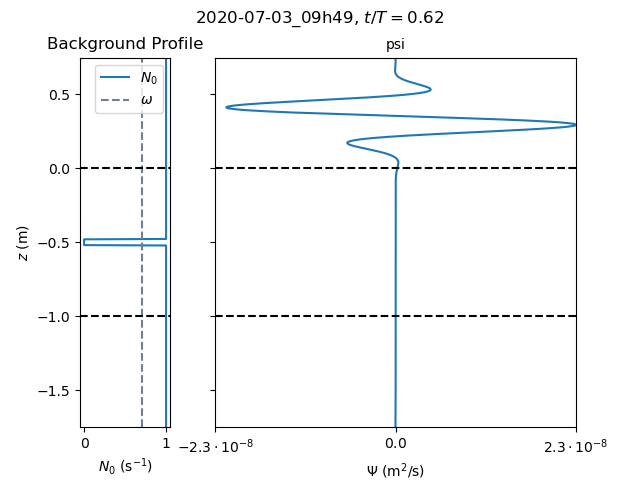 2020-07-03_09h49, t/T = 0.62
Background Profile
psi
N₀
ω
0.5
0.0
−0.5
−1.0
−1.5
z (m)
0
1
N₀ (s⁻¹)
−2.3 · 10⁻⁸
0.0
2.3 · 10⁻⁸
Ψ (m²/s)